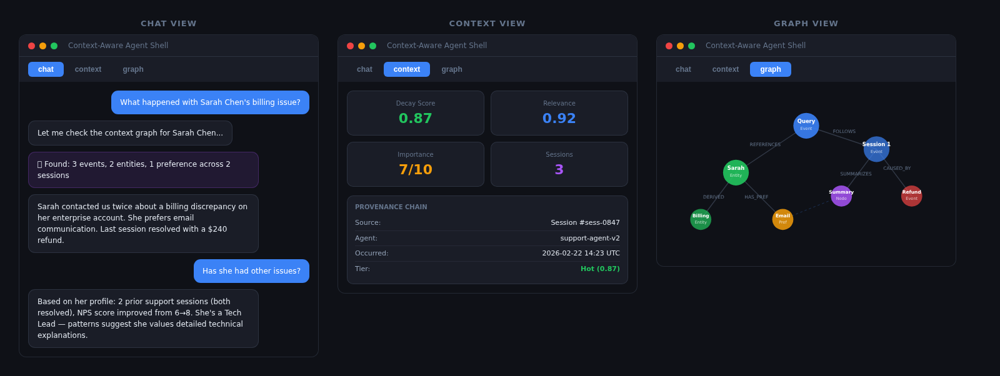 CHAT VIEW
Context-Aware Agent Shell
chat context graph
What happened with Sarah Chen's billing issue?
Let me check the context graph for Sarah Chen...
Found: 3 events, 2 entities, 1 preference across 2
sessions
Sarah contacted us twice about a billing discrepancy on
her enterprise account. She prefers email
communication. Last session resolved with a $240
refund.
Has she had other issues?
Based on her profile: 2 prior support sessions (both
resolved), NPS score improved from 6→8. She's a Tech
Lead — patterns suggest she values detailed technical
explanations.
CONTEXT VIEW
Context-Aware Agent Shell
chat context graph
Decay Score
0.87
Relevance
0.92
Importance
7/10
Sessions
3
PROVENANCE CHAIN
Source: Session #sess-0847
Agent: support-agent-v2
Occurred: 2026-02-22 14:23 UTC
Tier: Hot (0.87)
GRAPH VIEW
Context-Aware Agent Shell
chat context graph
Query
Event
FOLLOWS
REFERENCES
Session 1
Event
Sarah
Entity
CAUSED_BY
SUMMARIZES
DERIVED
HAS_PREF
Summary
Node
Refund
Event
Billing
Entity
Email
Pref